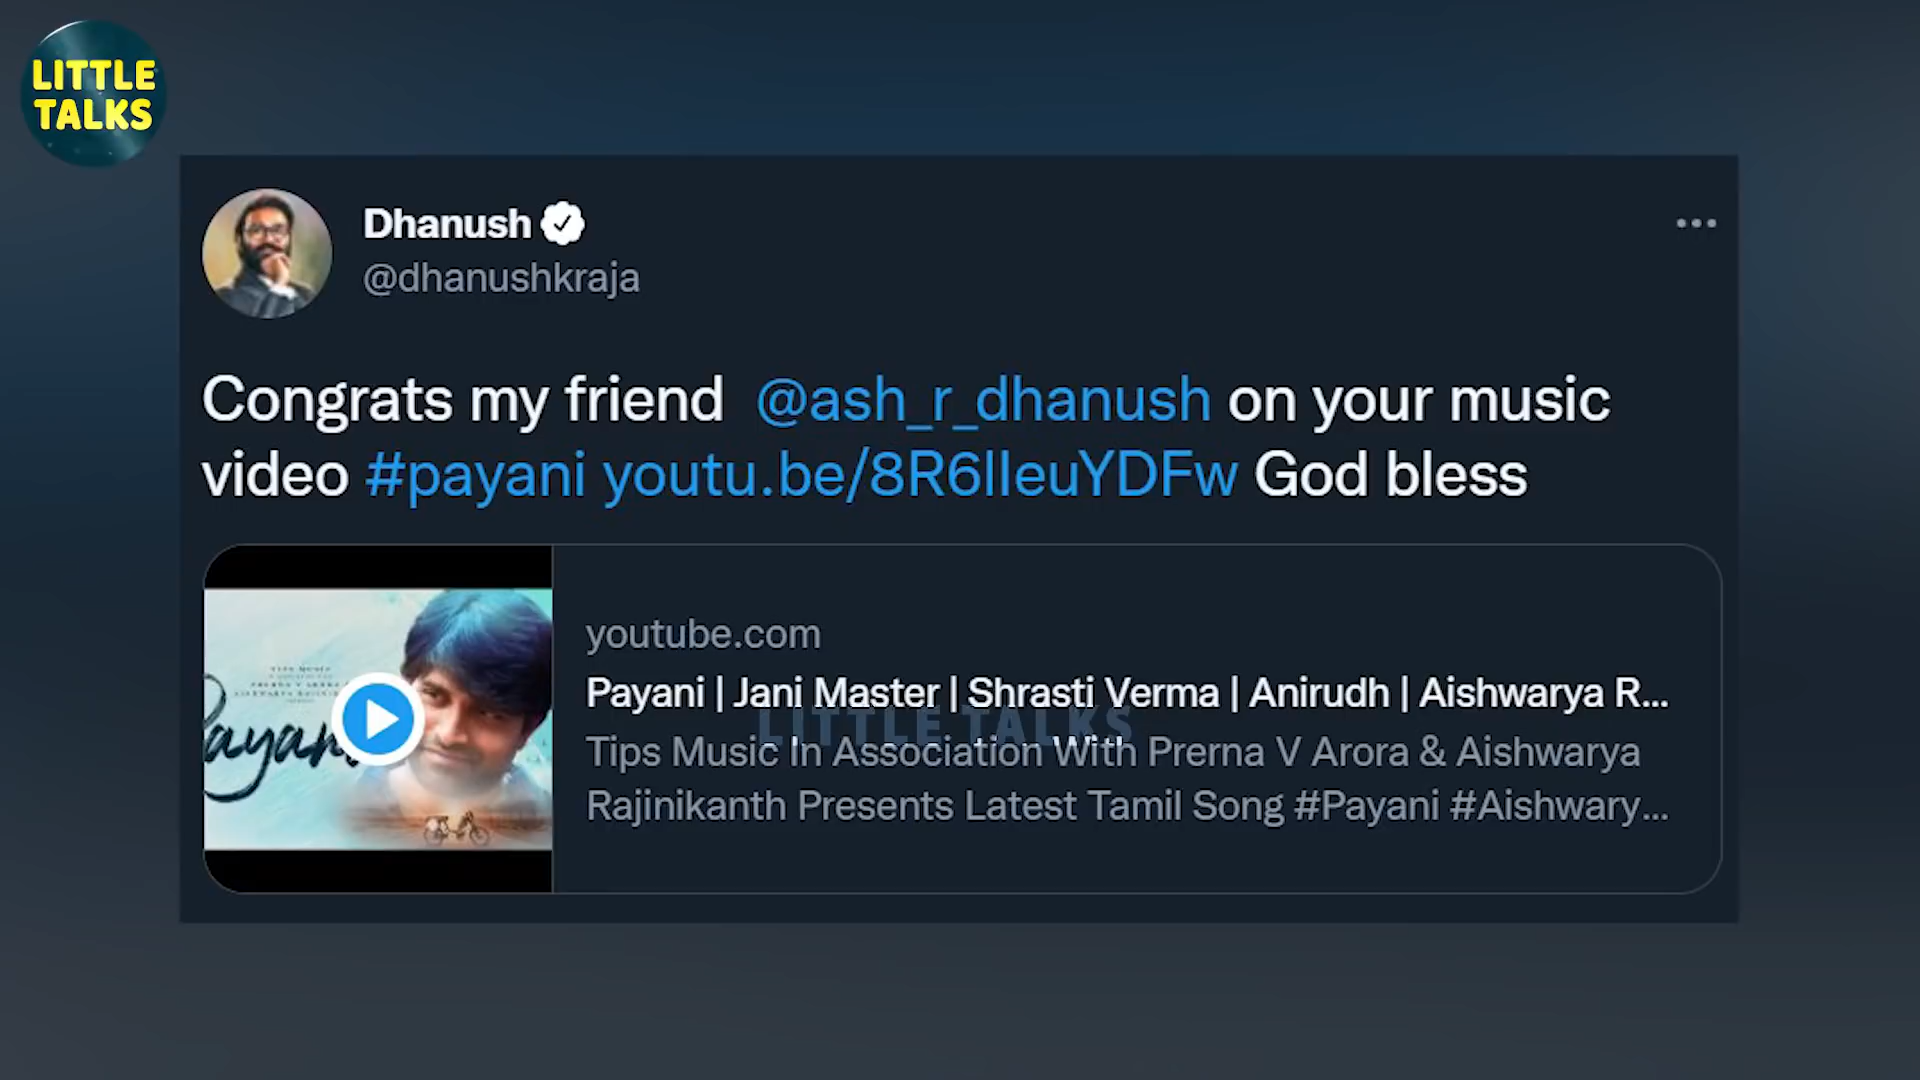 LITTLE
TALKS
Dhanush
@dhanushkraja
Congrats my friend @ash_r_dhanush on your music
video #payani youtu.be/8R6lIeuYDFw God bless
youtube.com
Payani | Jani Master | Shrasti Verma | Anirudh | Aishwarya R...
LITTLE TALKS
Tips Music In Association With Prerna V Arora & Aishwarya
Rajinikanth Presents Latest Tamil Song #Payani #Aishwary...